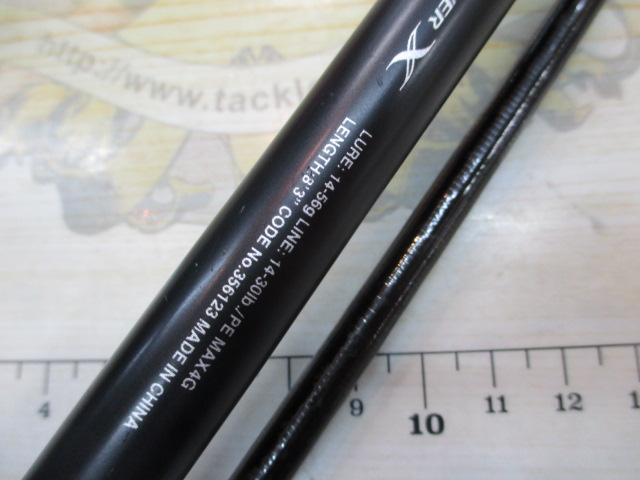 VER X
LURE: 14-56g LINE: 14-30lb./PE MAX4G
LENGTH:8'3" CODE No.356123 MADE IN CHINA
http://www.tackl
4
9
10
11
12